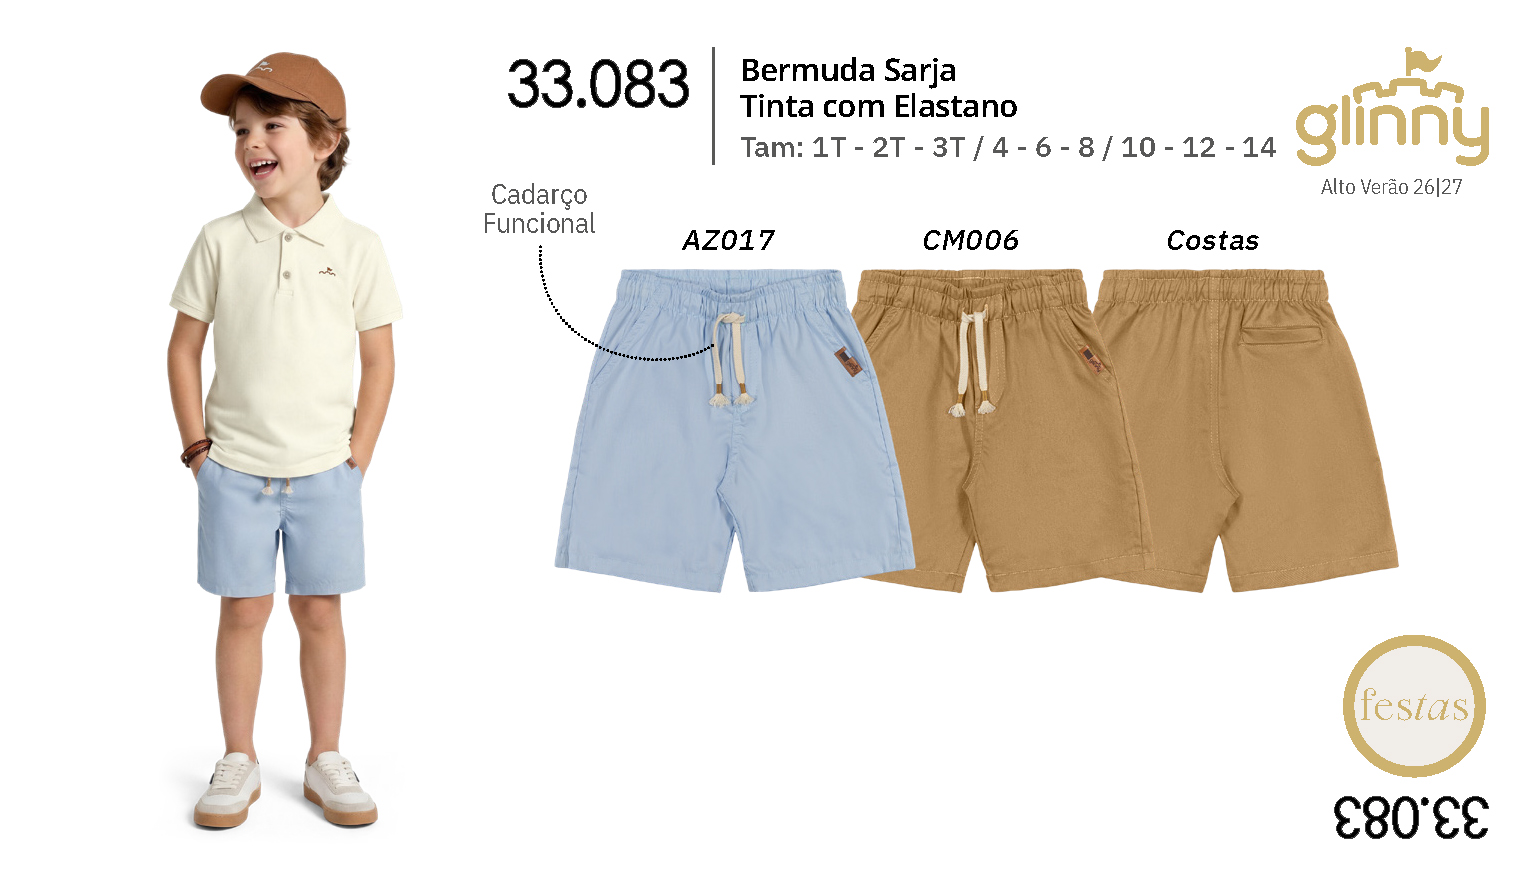 33.083
Bermuda Sarja
Tinta com Elastano
Tam: 1T - 2T - 3T / 4 - 6 - 8 / 10 - 12 - 14
glinny
Alto Verão 26|27
Cadarço
Funcional
AZ017
CM006
Costas
festas
33.083